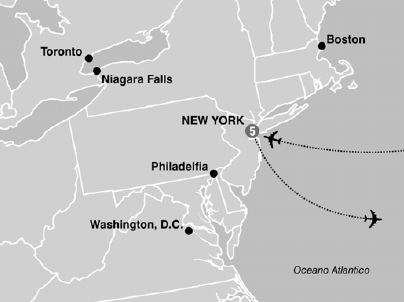 Boston
Toronto
Niagara Falls
NEW YORK
5
Philadelfia
Washington, D.C.
Oceano Atlantico